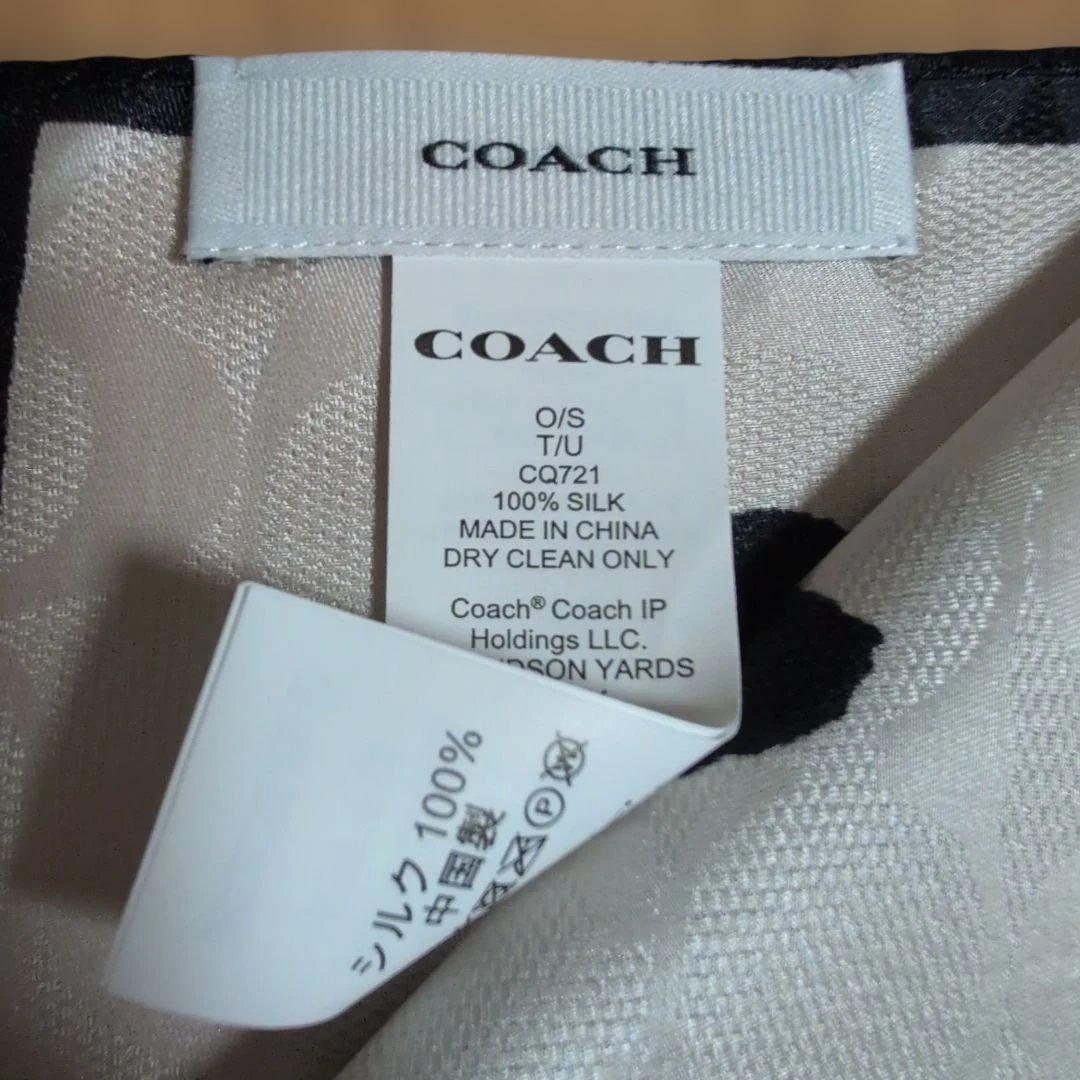 COACH
COACH
O/S
T/U
CQ721
100% SILK
MADE IN CHINA
DRY CLEAN ONLY
Coach® Coach IP
Holdings LLC.
YARDS
シルク 100%
中国製